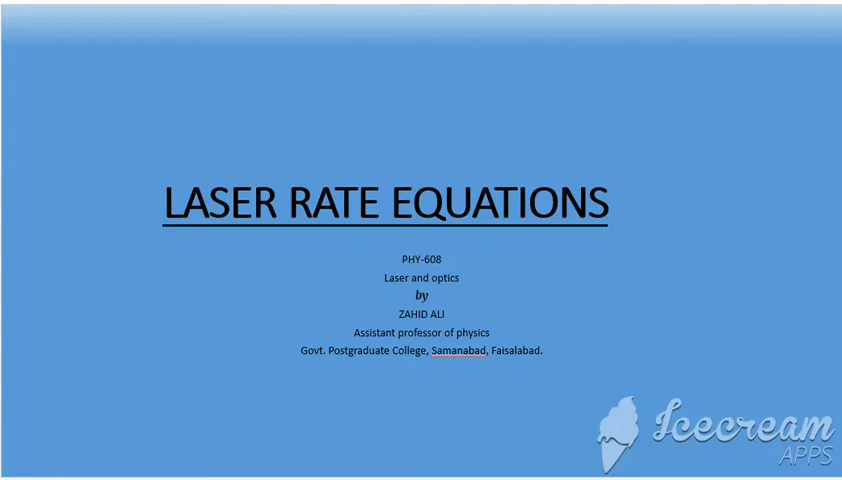 LASER RATE EQUATIONS
PHY-608
Laser and optics
by
ZAHID ALI
Assistant professor of physics
Govt. Postgraduate College, Samanabad, Faisalabad.
Icecream
APPS